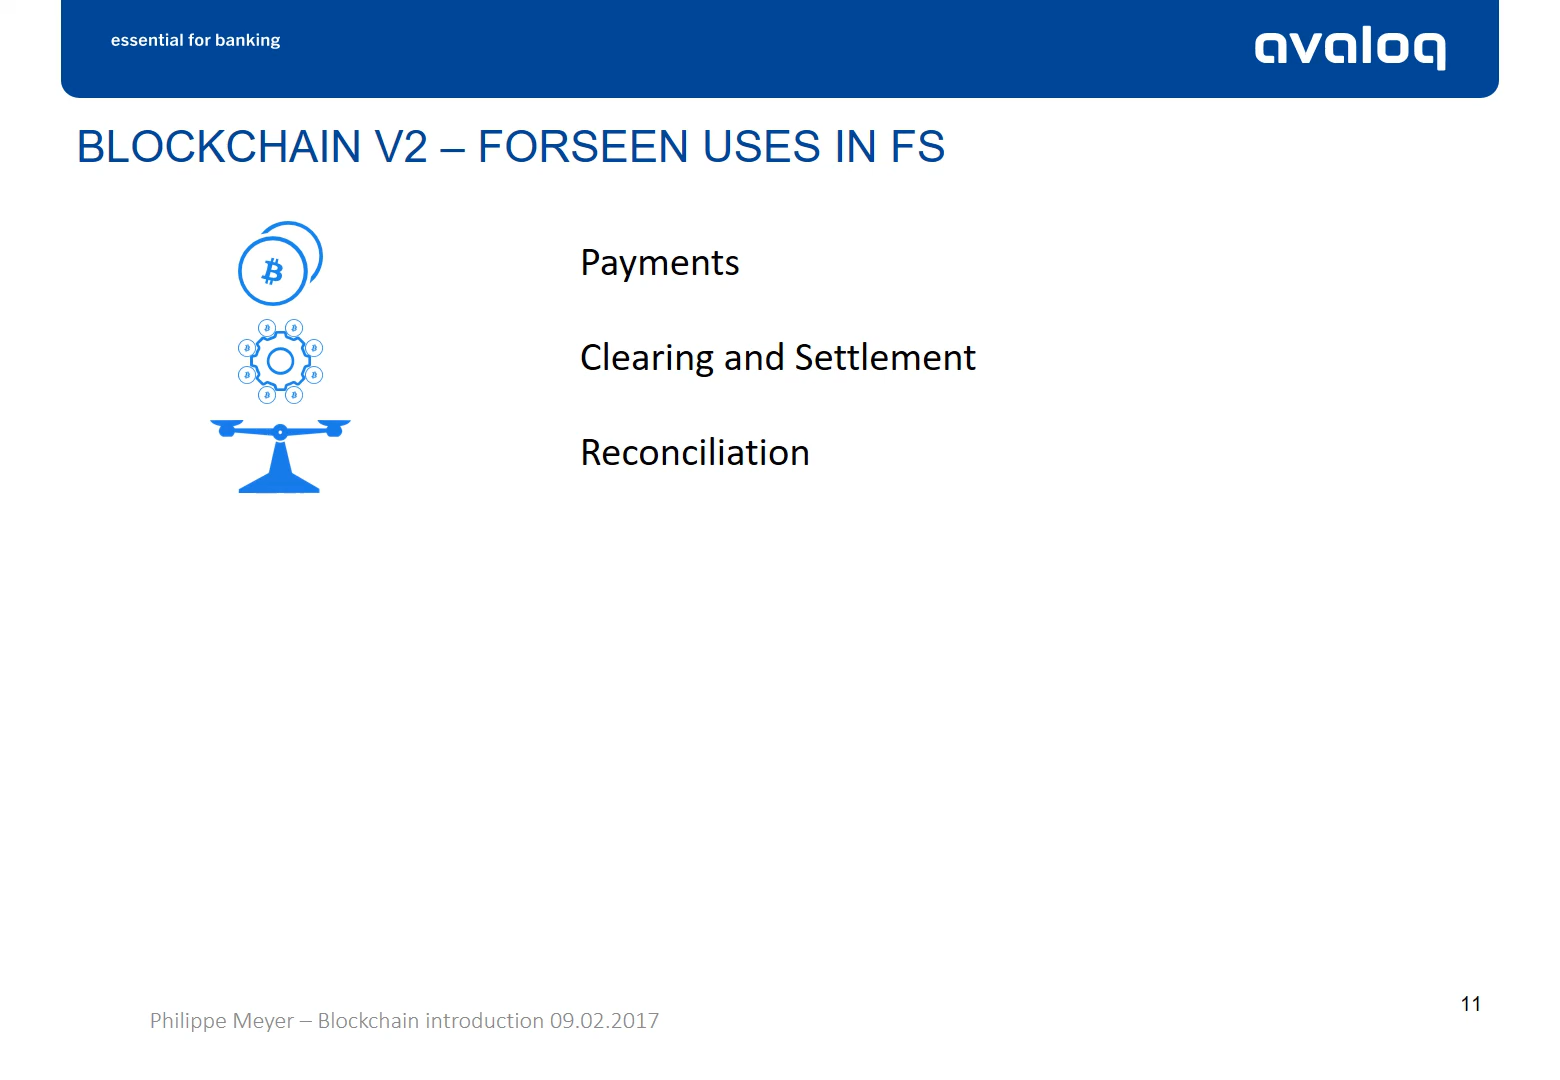 essential for banking
avaloq
BLOCKCHAIN V2 – FORSEEN USES IN FS
Payments
Clearing and Settlement
Reconciliation
Philippe Meyer – Blockchain introduction 09.02.2017
11